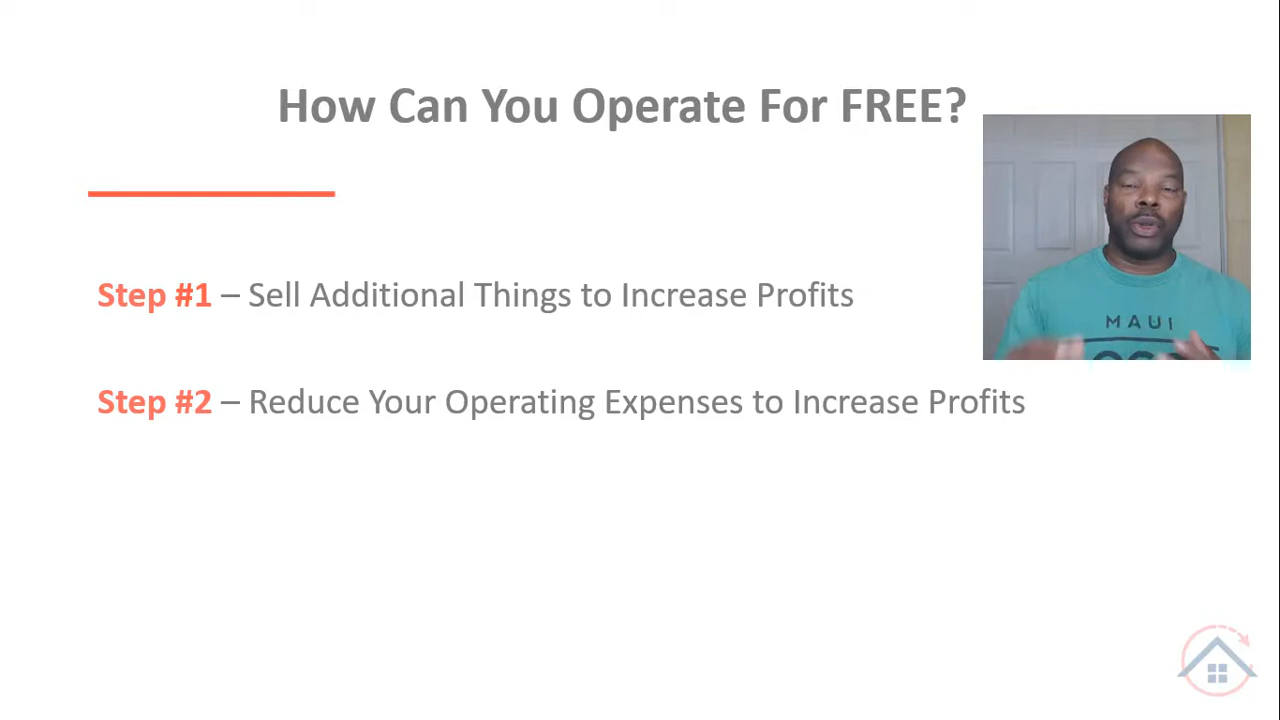 How Can You Operate For FREE?
Step #1 – Sell Additional Things to Increase Profits
MAUI
Step #2 – Reduce Your Operating Expenses to Increase Profits